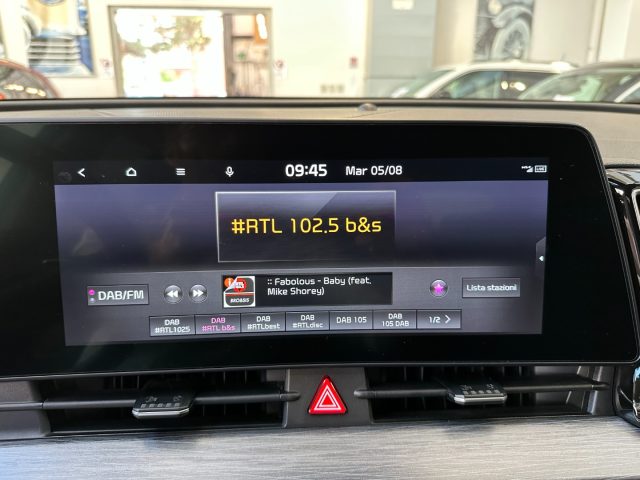 09:45 Mar 05/08
#RTL 102.5 b&s
DAB/FM
:: Fabolous - Baby (feat.
Mike Shorey)
Lista stazioni
DAB
#RTL1025
DAB
#RTL b&s
DAB
#RTLbest
DAB
#RTLdisc
DAB 105
DAB
105 DAB
1/2 >